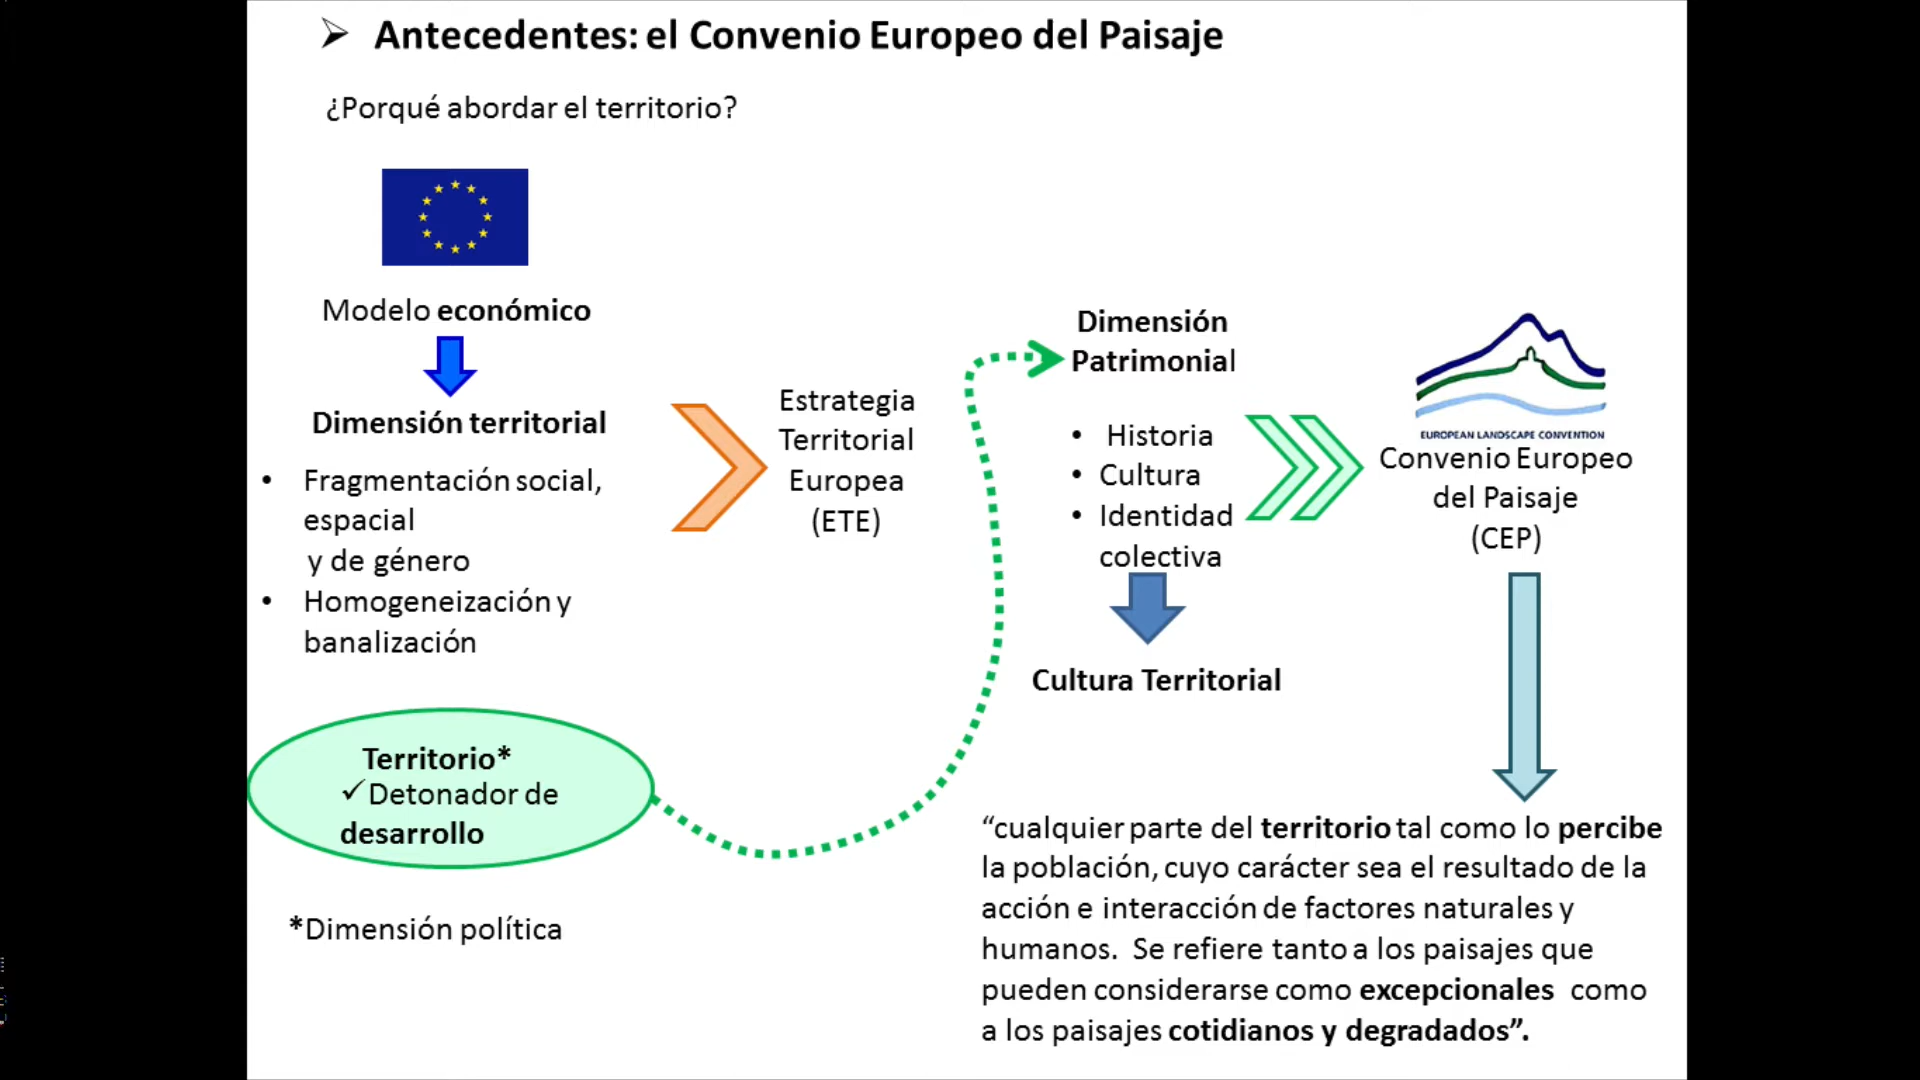 Antecedentes: el Convenio Europeo del Paisaje
¿Porqué abordar el territorio?
Modelo económico
Dimensión territorial
• Fragmentación social,
espacial
y de género
• Homogeneización y
banalización
Territorio*
✓Detonador de
desarrollo
*Dimensión política
Estrategia
Territorial
Europea
(ETE)
Dimensión
Patrimonial
• Historia
• Cultura
• Identidad
colectiva
Cultura Territorial
EUROPEAN LANDSCAPE CONVENTION
Convenio Europeo
del Paisaje
(CEP)
“cualquier parte del territorio tal como lo percibe
la población, cuyo carácter sea el resultado de la
acción e interacción de factores naturales y
humanos. Se refiere tanto a los paisajes que
pueden considerarse como excepcionales como
a los paisajes cotidianos y degradados”.